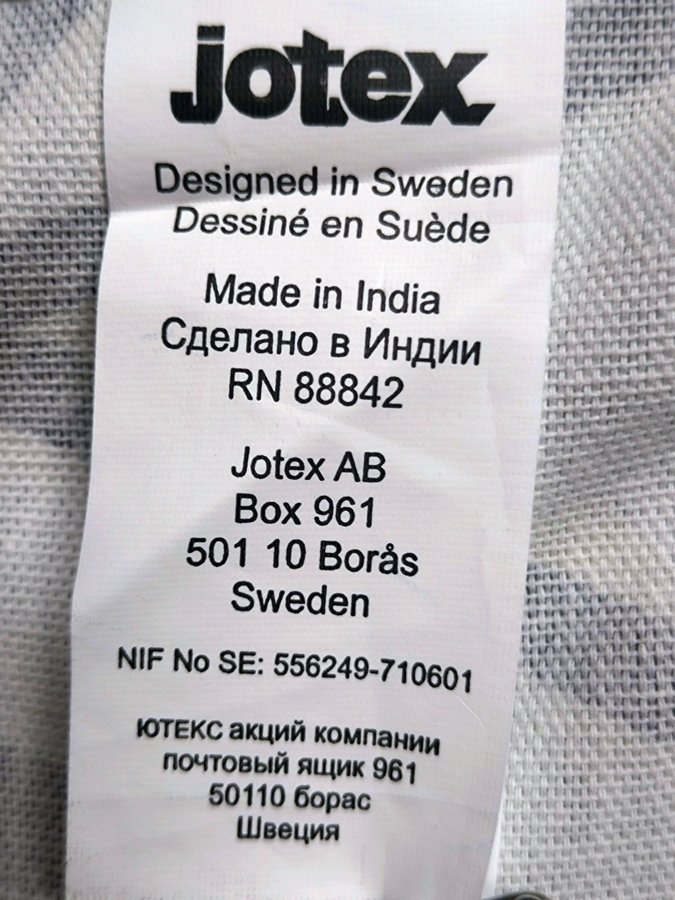 jotex
Designed in Sweden
Dessiné en Suède
Made in India
Сделано в Индии
RN 88842
Jotex AB
Box 961
501 10 Borås
Sweden
NIF No SE: 556249-710601
ЮТЕКС акций компании
почтовый ящик 961
50110 борас
Швеция